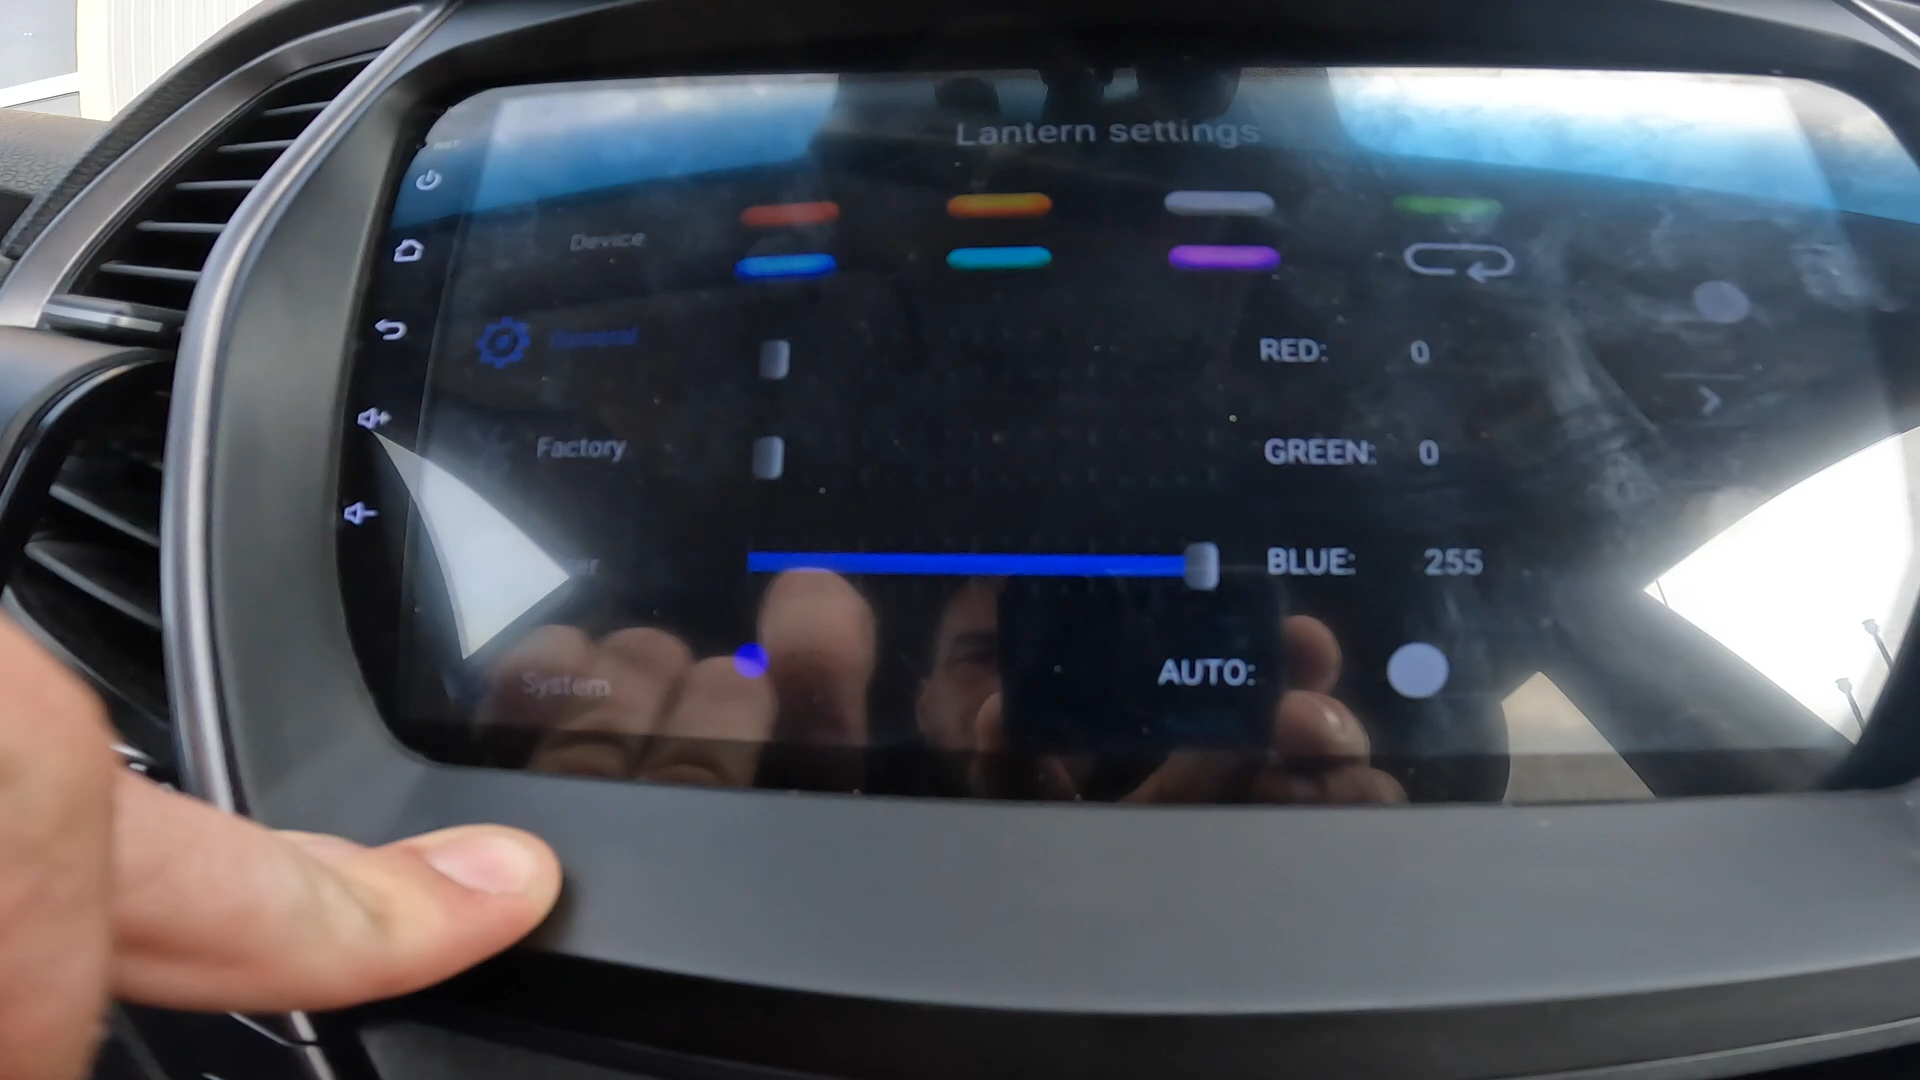 Lantern settings
Device
General
RED: 0
Factory
GREEN: 0
BLUE: 255
System
AUTO: